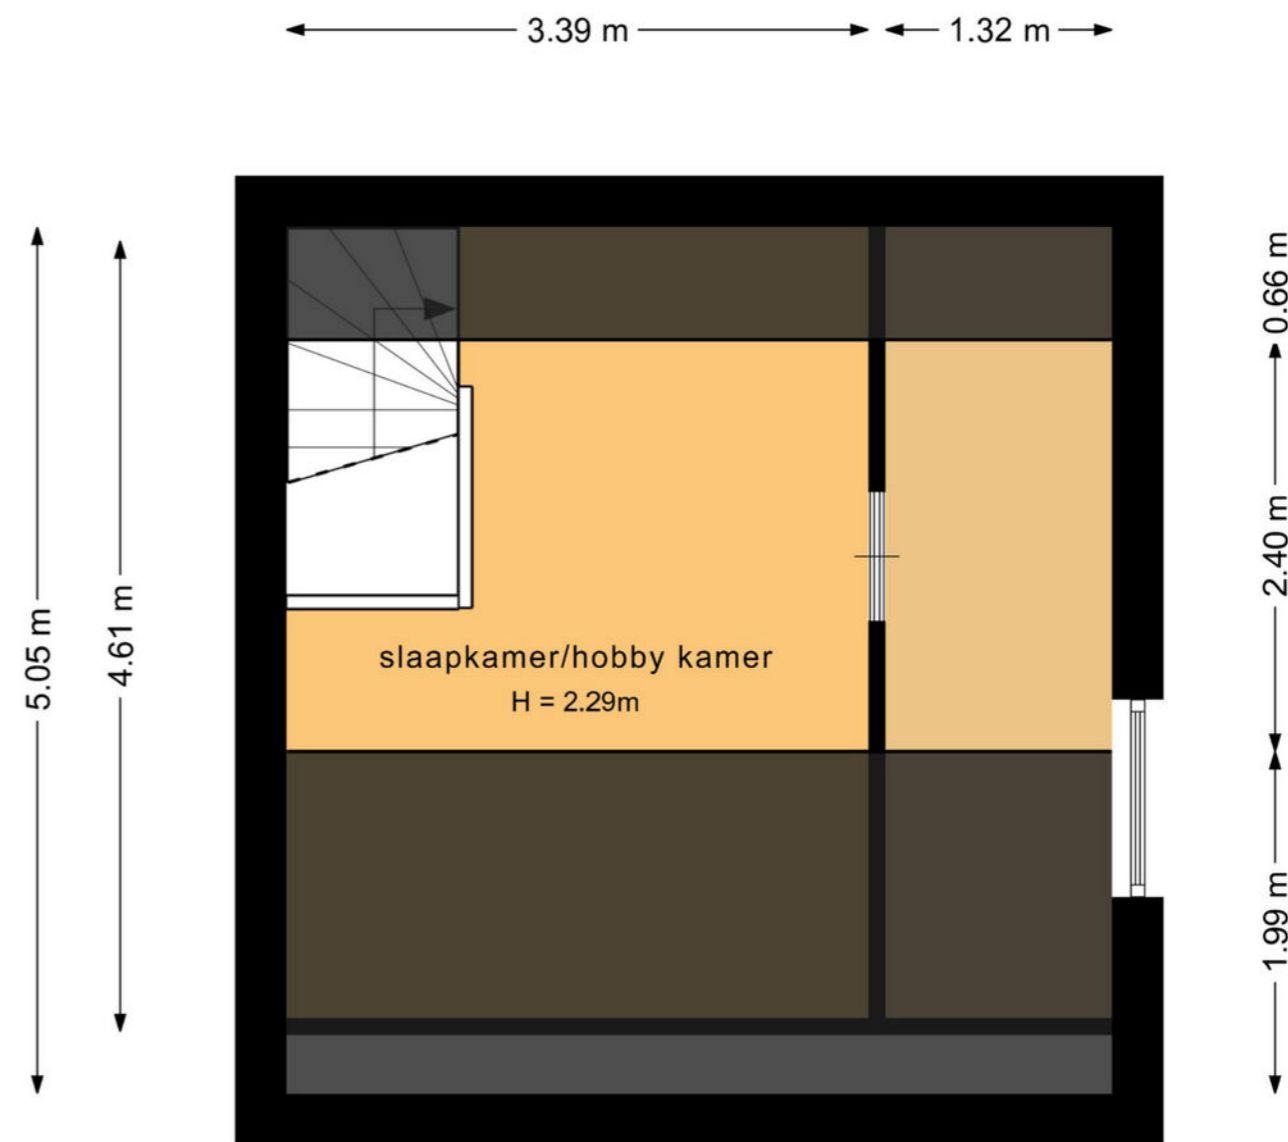 3.39 m
1.32 m
0.66 m
2.40 m
1.99 m
5.05 m
4.61 m
slaapkamer/hobby kamer
H = 2.29m